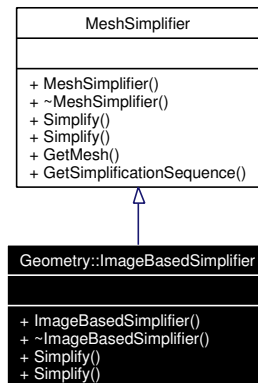 MeshSimplifier
+ MeshSimplifier()
+ ~MeshSimplifier()
+ Simplify()
+ Simplify()
+ GetMesh()
+ GetSimplificationSequence()
Geometry::ImageBasedSimplifier
+ ImageBasedSimplifier()
+ ~ImageBasedSimplifier()
+ Simplify()
+ Simplify()